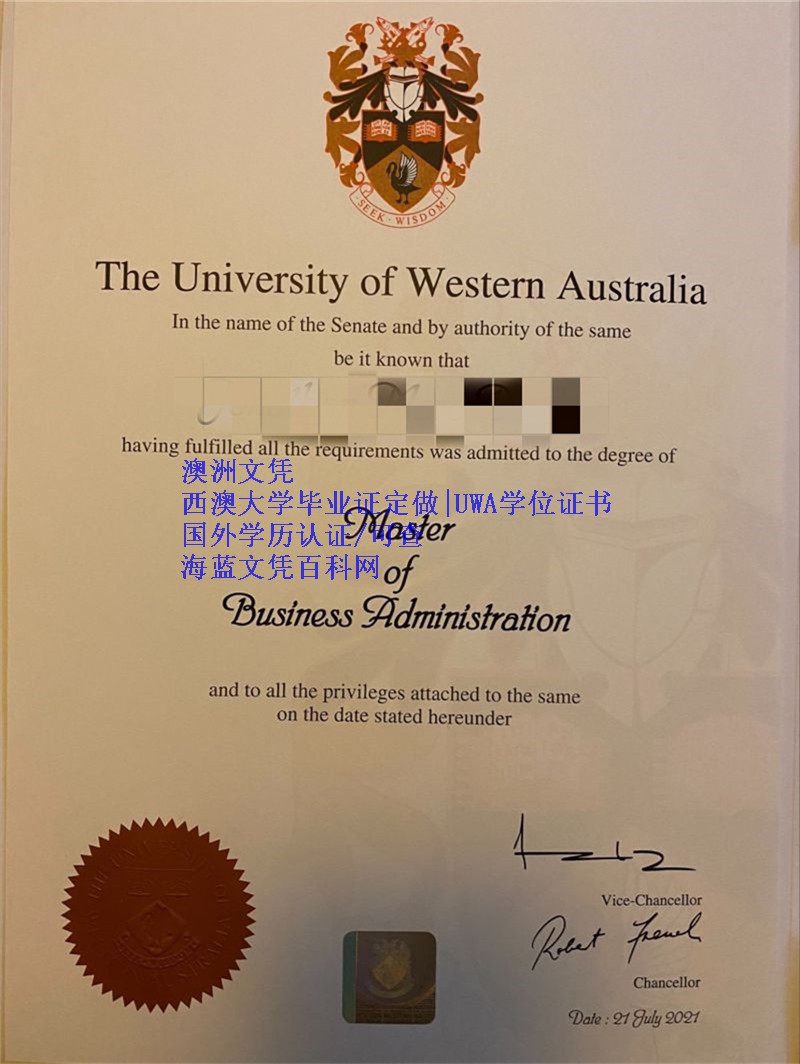 SEEK · WISDOM
The University of Western Australia
In the name of the Senate and by authority of the same
be it known that
having fulfilled all the requirements was admitted to the degree of
澳洲文凭
西澳大学毕业证定做|UWA学位证书
Master
国外学历认证/可查
of
海蓝文凭百科网
Business Administration
and to all the privileges attached to the same
on the date stated hereunder
Vice-Chancellor
Robert French
Chancellor
Date : 21 July 2021